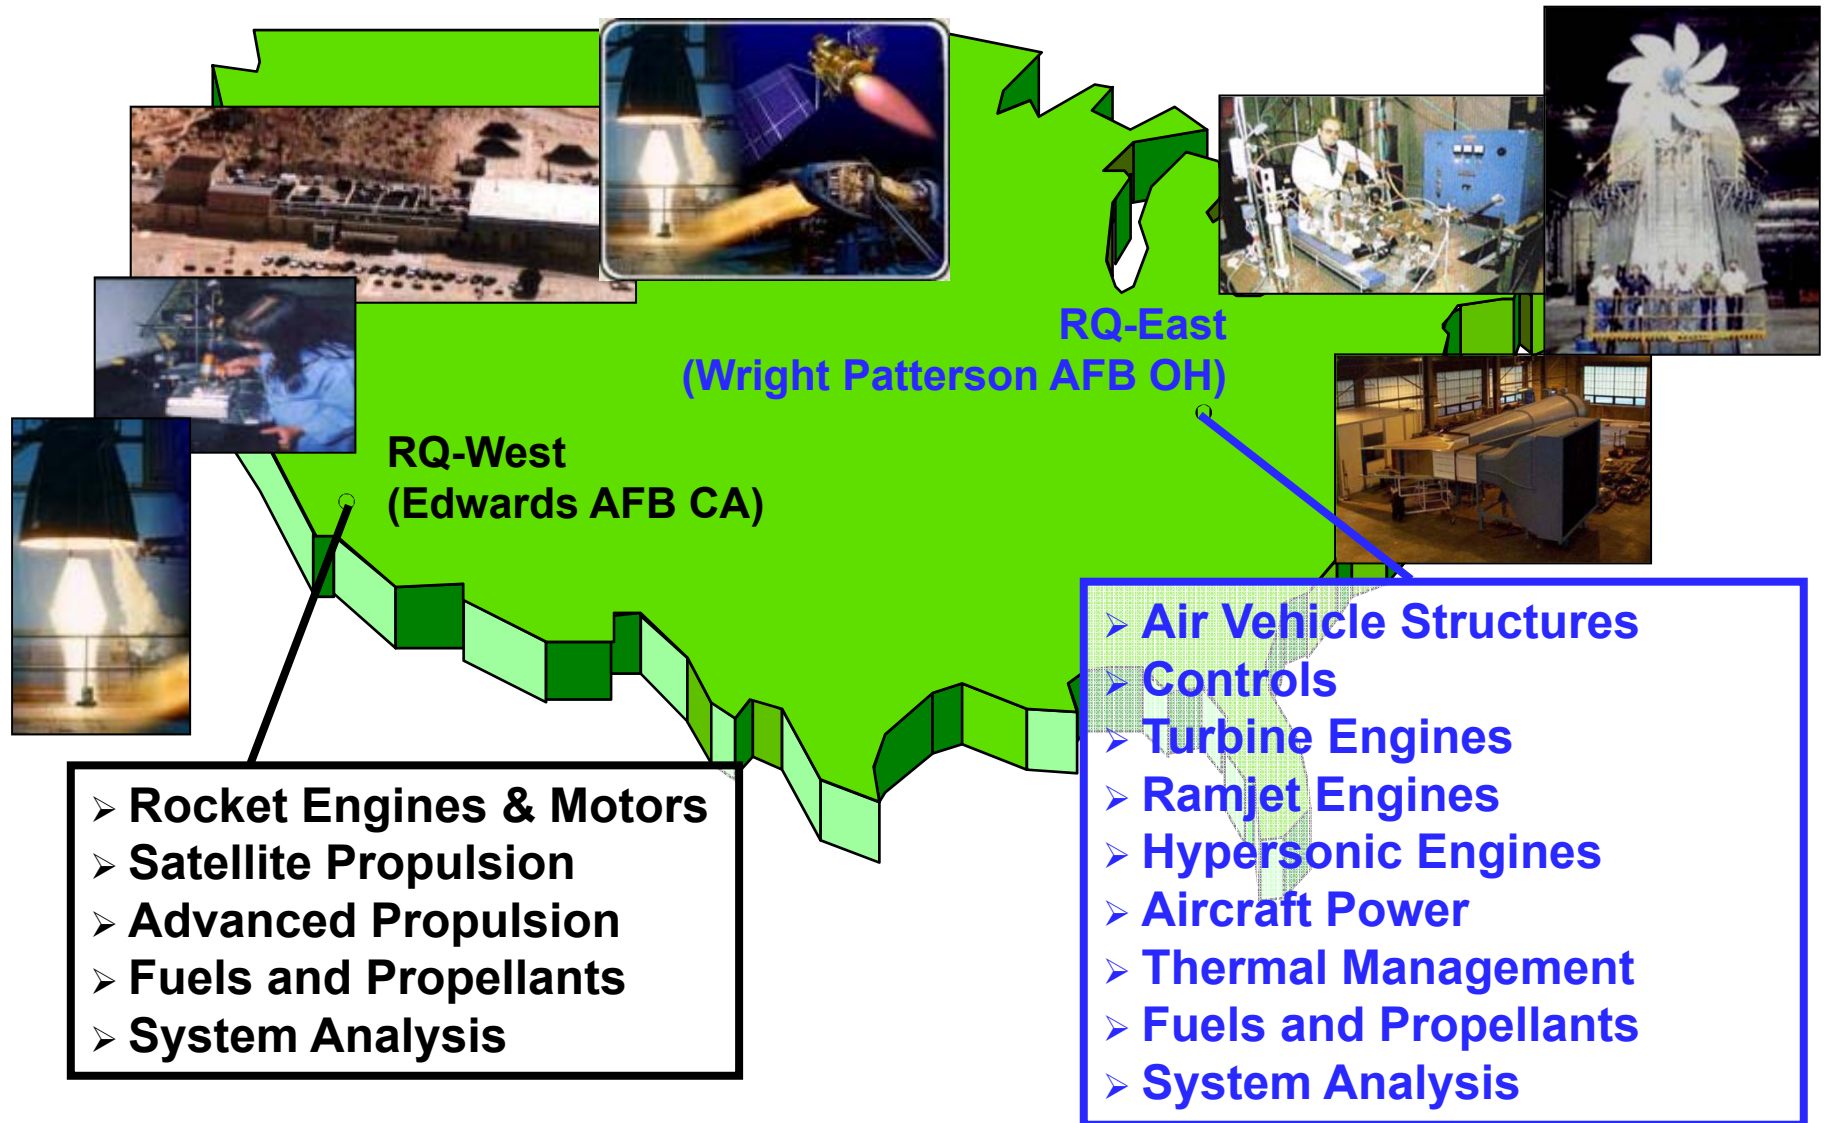 RQ-East
(Wright Patterson AFB OH)
RQ-West
(Edwards AFB CA)
➢ Rocket Engines & Motors
➢ Satellite Propulsion
➢ Advanced Propulsion
➢ Fuels and Propellants
➢ System Analysis
➢ Air Vehicle Structures
➢ Controls
➢ Turbine Engines
➢ Ramjet Engines
➢ Hypersonic Engines
➢ Aircraft Power
➢ Thermal Management
➢ Fuels and Propellants
➢ System Analysis